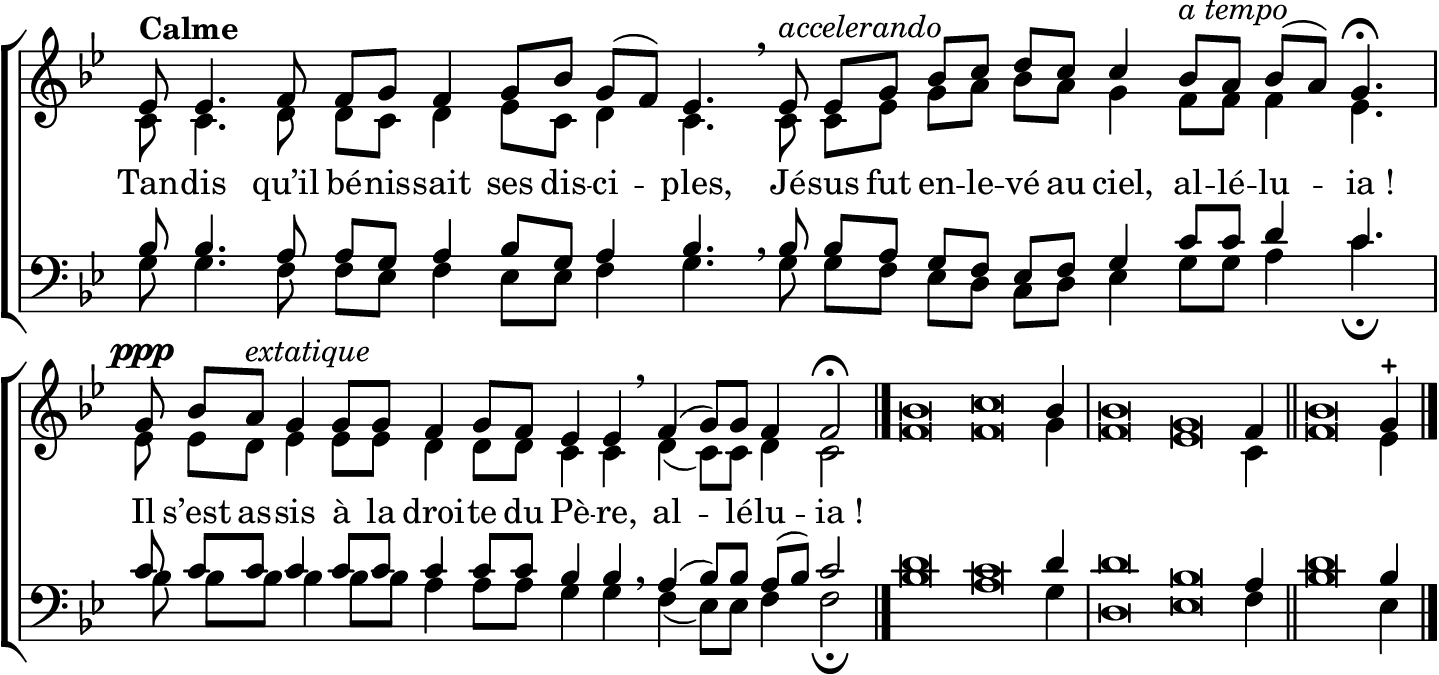 Calme
accelerando
a tempo
Tandis qu’il bénissait ses dis -- ci -- ples, Jésus fut en -- le -- vé au ciel, al -- lé -- lu -- ia !
ppp
extatique
Il s’est assis à la droite du Pè -- re, al -- lélu -- ia !